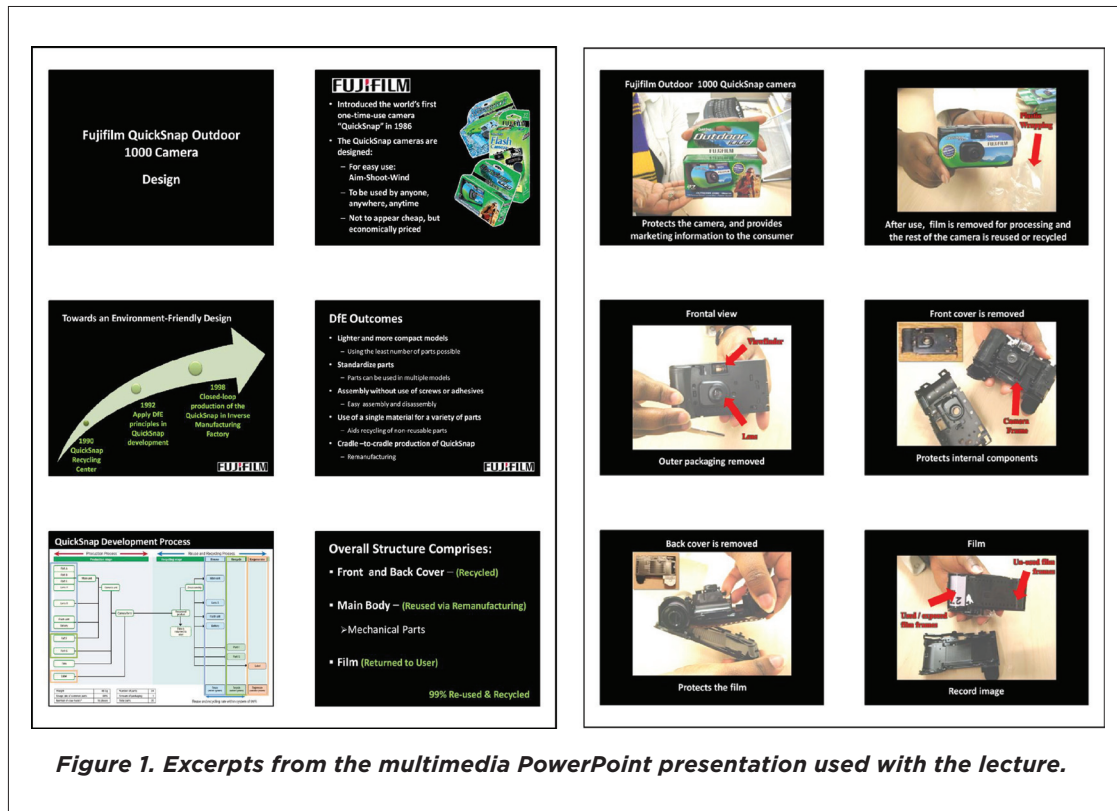 Fujifilm QuickSnap Outdoor
1000 Camera
Design
FUJIFILM
• Introduced the world's first
one-time-use camera
"QuickSnap" in 1986
• The QuickSnap cameras are
designed:
– For easy use:
Aim-Shoot-Wind
– To be used by anyone,
anywhere, anytime
– Not to appear cheap, but
economically priced
Towards an Environment-Friendly Design
1990
QuickSnap
Recycling
Center
1992
Apply DfE
principles in
QuickSnap
development
1998
Closed-loop
production of the
QuickSnap in Inverse
Manufacturing
Factory
FUJIFILM
DfE Outcomes
• Lighter and more compact models
– Using the least number of parts possible
• Standardize parts
– Parts can be used in multiple models
• Assembly without use of screws or adhesives
– Easy assembly and disassembly
• Use of a single material for a variety of parts
– Aids recycling of non-reusable parts
• Cradle –to-cradle production of QuickSnap
– Remanufacturing
FUJIFILM
QuickSnap Development Process
Production Process
Overall Structure Comprises:
▪ Front and Back Cover – (Recycled)
▪ Main Body – (Reused via Remanufacturing)
➢Mechanical Parts
▪ Film (Returned to User)
99% Re-used & Recycled
Fujifilm Outdoor 1000 QuickSnap camera
Outdoor
FUJIFILM
Protects the camera, and provides
marketing information to the consumer
Plastic
Wrapping
FUJIFILM
After use, film is removed for processing and
the rest of the camera is reused or recycled
Frontal view
Viewfinder
Lens
Outer packaging removed
Front cover is removed
Camera
Frame
Protects internal components
Back cover is removed
Protects the film
Film
Un-used film
frames
Used / exposed
film frames
Record image
Figure 1. Excerpts from the multimedia PowerPoint presentation used with the lecture.